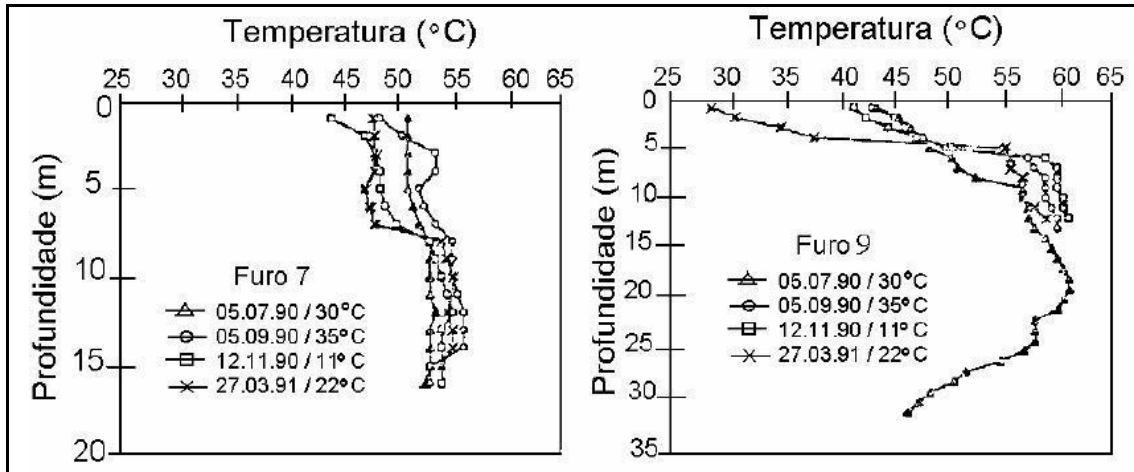 Temperatura (°C)
25 30 35 40 45 50 55 60 65
0
5
10
15
20
Profundidade (m)
Furo 7
05.07.90 / 30°C
05.09.90 / 35°C
12.11.90 / 11°C
27.03.91 / 22°C
Temperatura (°C)
25 30 35 40 45 50 55 60 65
0
5
10
15
20
25
30
35
Profundidade (m)
Furo 9
05.07.90 / 30°C
05.09.90 / 35°C
12.11.90 / 11°C
27.03.91 / 22°C